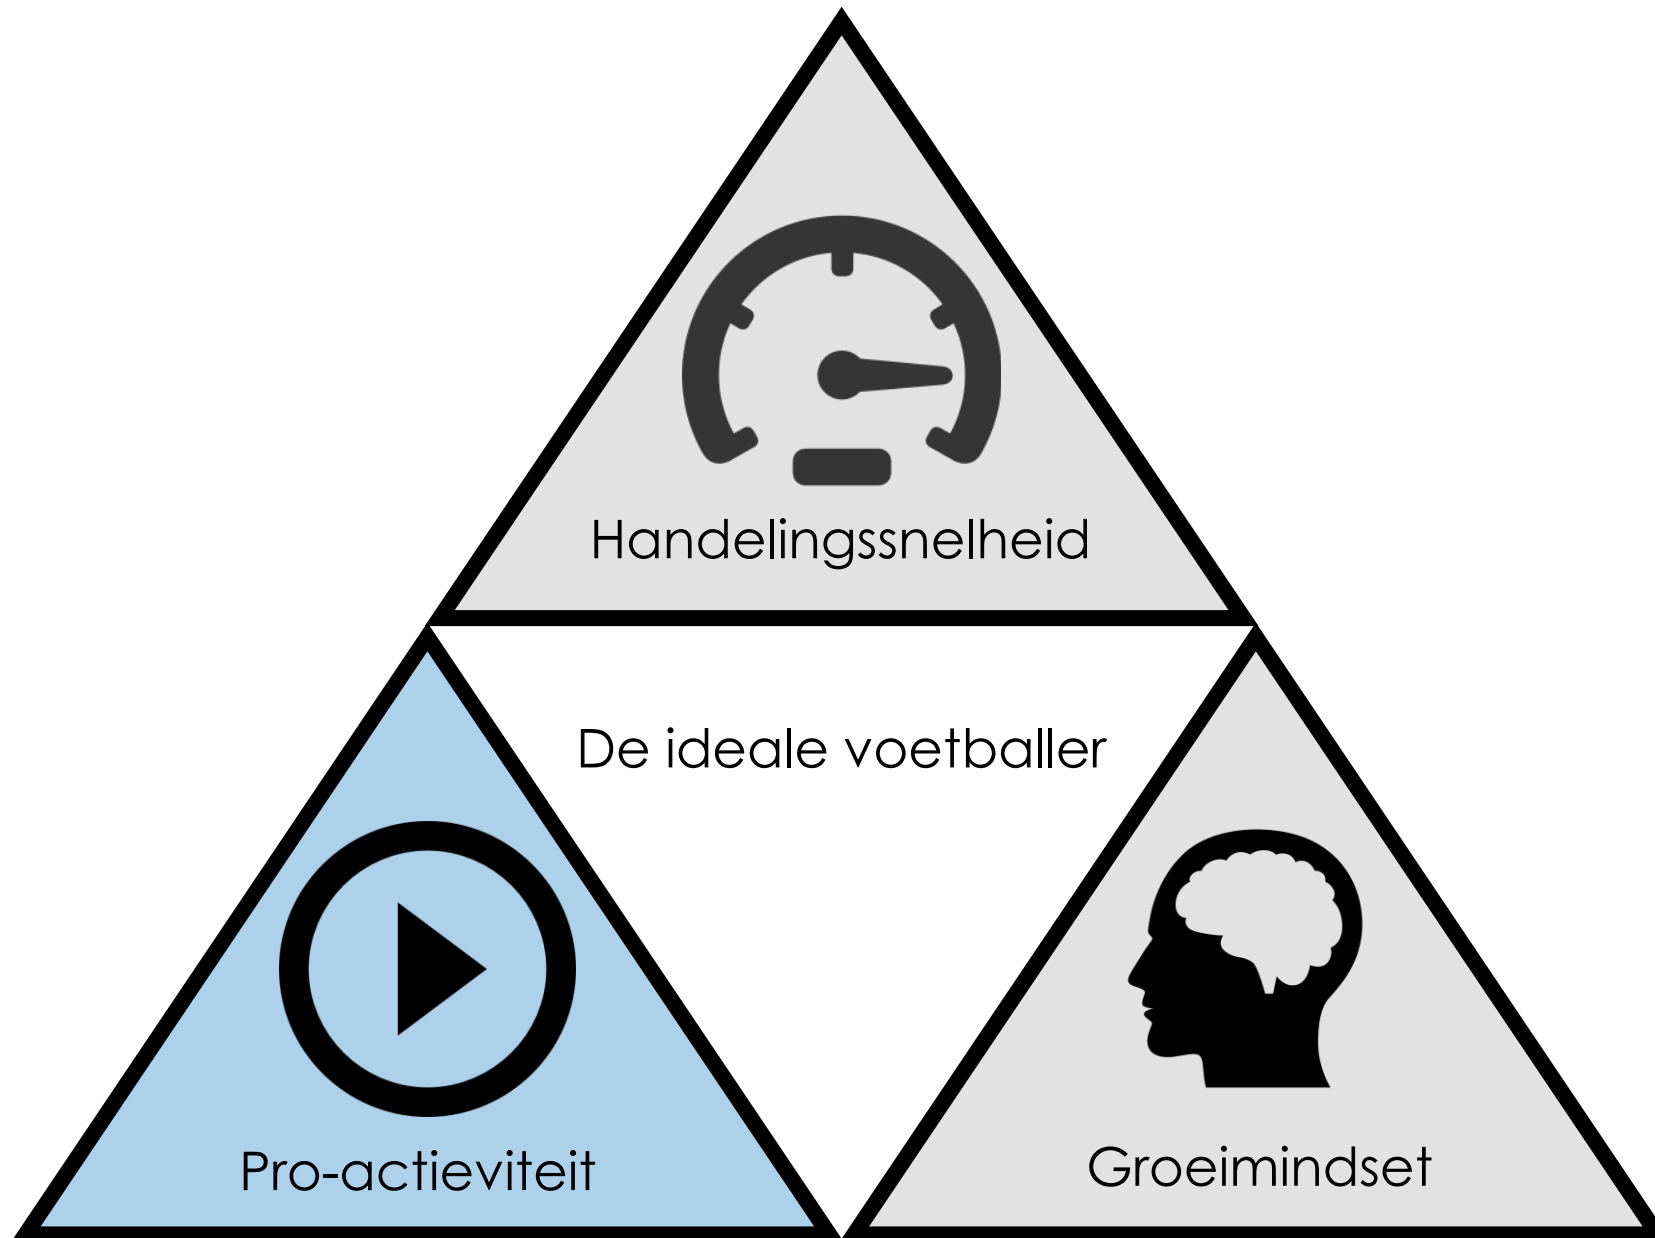 Handelingssnelheid
De ideale voetballer
Pro-actieviteit
Groeimindset